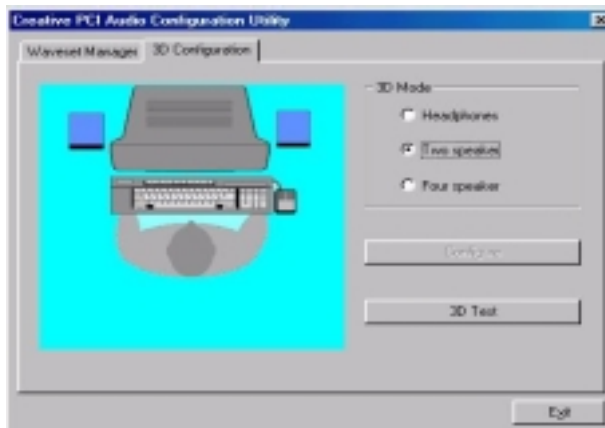 Creative PCI Audio Configuration Utility
Waveset Manager
3D Configuration
3D Mode
Headphones
Two speaker
Four speaker
Configure
3D Test
Exit